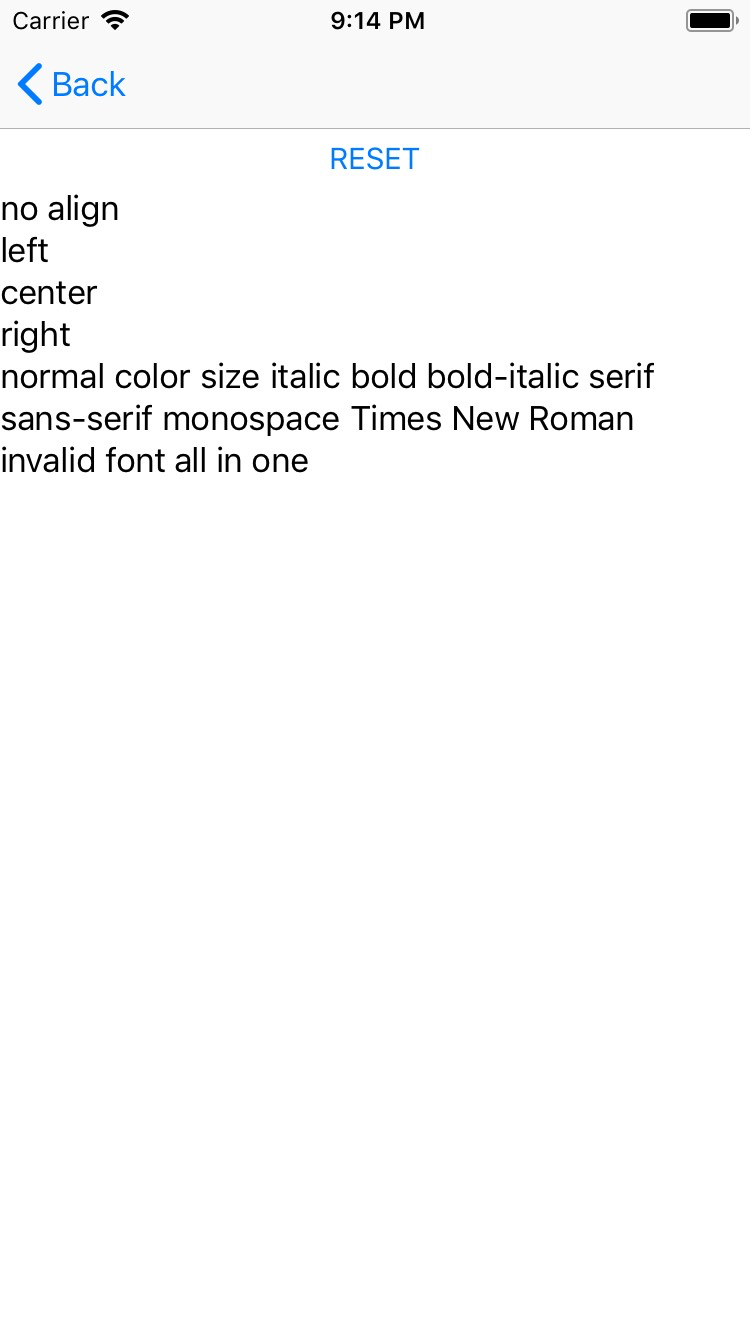 Carrier 9:14 PM
Back
RESET
no align
left
center
right
normal color size italic bold bold-italic serif
sans-serif monospace Times New Roman
invalid font all in one